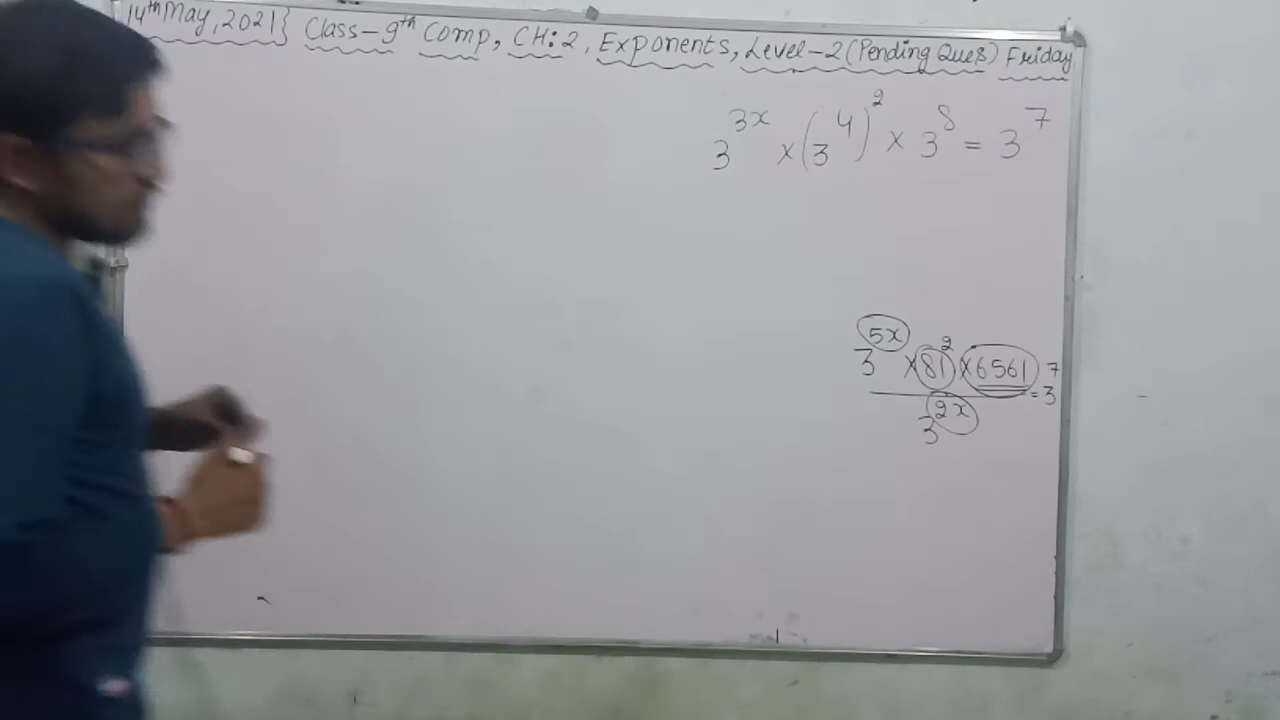 14th May, 2021} Class-9th Comp, CH:2, Exponents, Level-2 (Pending Ques) Friday
3^{3x} × (3^4)^2 × 3^8 = 3^7
\frac{3^{5x} × 81^2 × 6561}{3^{2x}} = 3^7